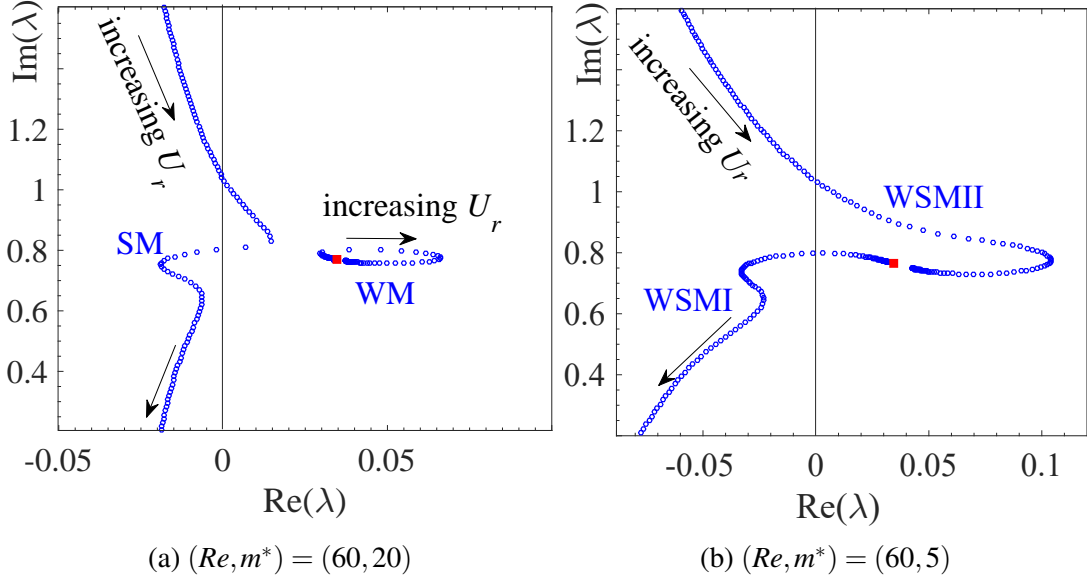 Im(λ)
increasing U_r
1.2
1
0.8
0.6
0.4
SM
increasing U_r
WM
-0.05
0
0.05
Re(λ)
(a) (Re,m*) = (60,20)
Im(λ)
increasing Ur
1.2
1
0.8
0.6
0.4
WSMII
WSMI
-0.05
0
0.05
0.1
Re(λ)
(b) (Re,m*) = (60,5)